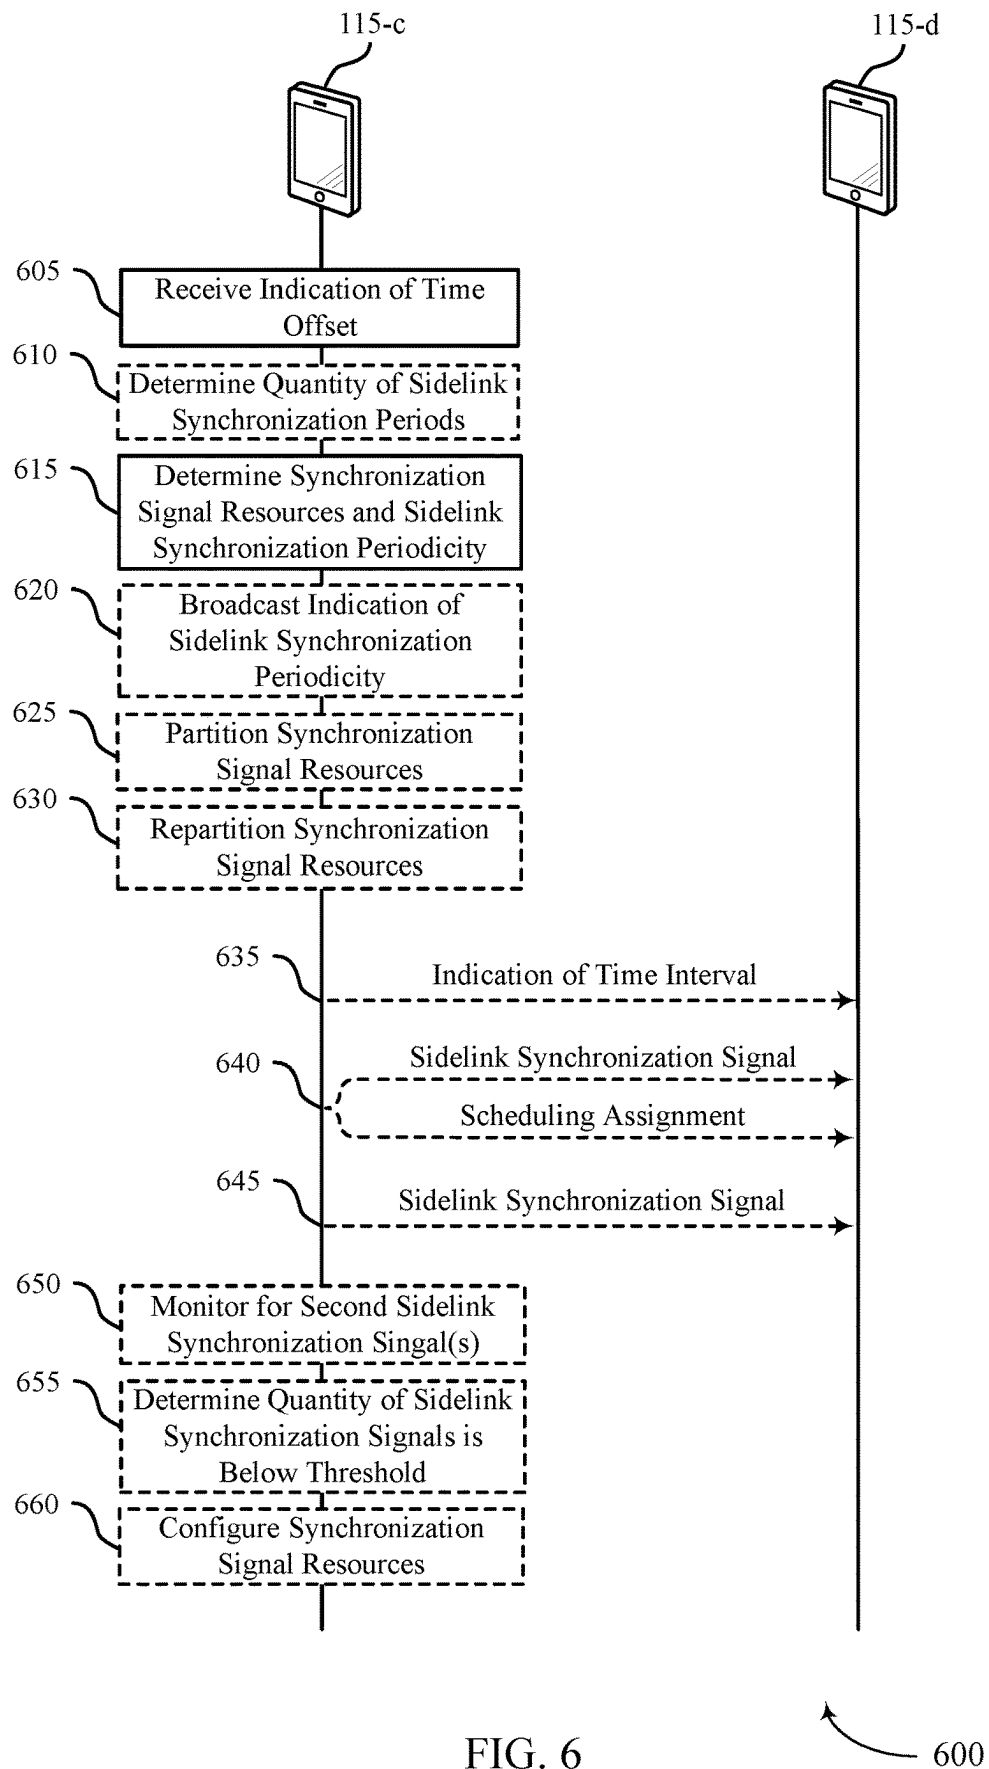 115-c
115-d
605
Receive Indication of Time
Offset
610
Determine Quantity of Sidelink
Synchronization Periods
615
Determine Synchronization
Signal Resources and Sidelink
Synchronization Periodicity
620
Broadcast Indication of
Sidelink Synchronization
Periodicity
625
Partition Synchronization
Signal Resources
630
Repartition Synchronization
Signal Resources
635
Indication of Time Interval
640
Sidelink Synchronization Signal
Scheduling Assignment
645
Sidelink Synchronization Signal
650
Monitor for Second Sidelink
Synchronization Singal(s)
655
Determine Quantity of Sidelink
Synchronization Signals is
Below Threshold
660
Configure Synchronization
Signal Resources
FIG. 6
600